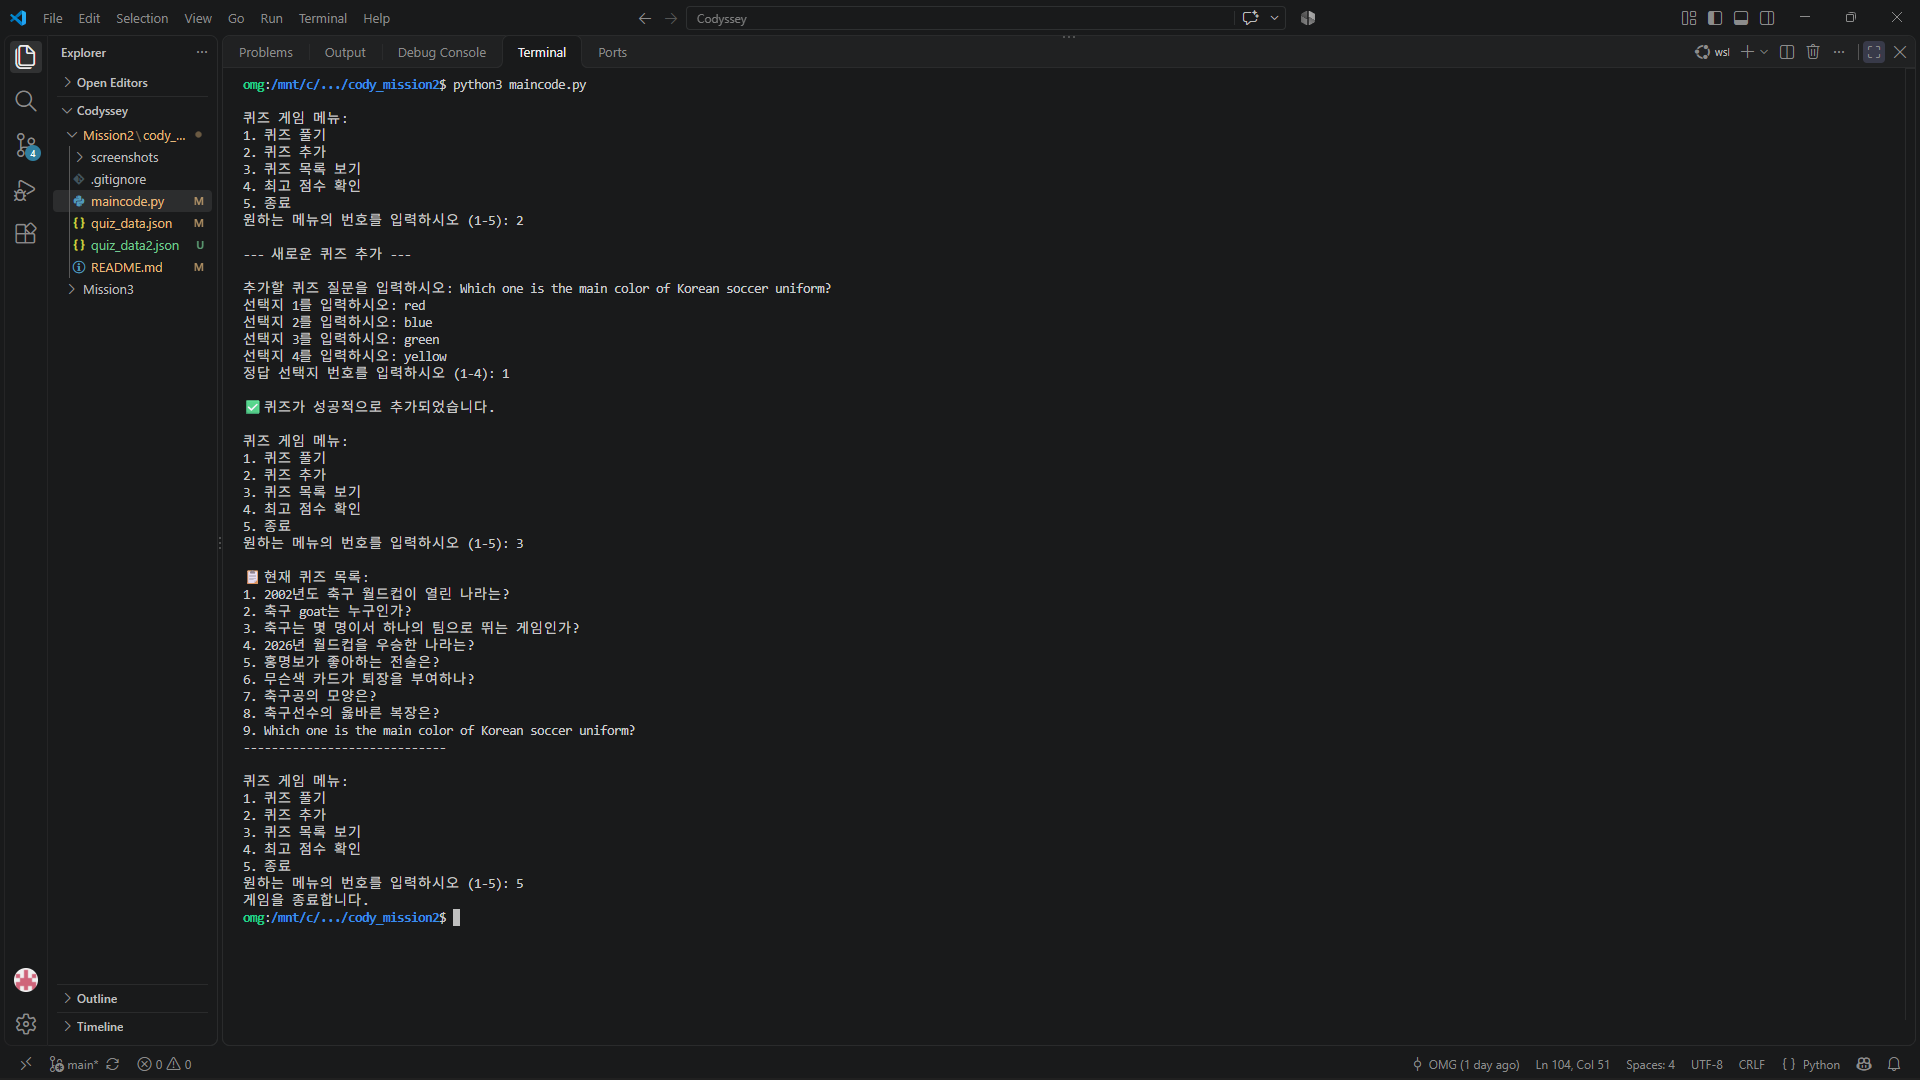 File Edit Selection View Go Run Terminal Help
Codyssey
Explorer
Open Editors
Codyssey
Mission2\cody_...
screenshots
.gitignore
maincode.py M
quiz_data.json M
quiz_data2.json U
README.md M
Mission3
4
Outline
Timeline
Problems Output Debug Console Terminal Ports
wsl
omg:/mnt/c/.../cody_mission2$ python3 maincode.py
퀴즈 게임 메뉴:
1. 퀴즈 풀기
2. 퀴즈 추가
3. 퀴즈 목록 보기
4. 최고 점수 확인
5. 종료
원하는 메뉴의 번호를 입력하시오 (1-5): 2
--- 새로운 퀴즈 추가 ---
추가할 퀴즈 질문을 입력하시오: Which one is the main color of Korean soccer uniform?
선택지 1를 입력하시오: red
선택지 2를 입력하시오: blue
선택지 3를 입력하시오: green
선택지 4를 입력하시오: yellow
정답 선택지 번호를 입력하시오 (1-4): 1
✅ 퀴즈가 성공적으로 추가되었습니다.
퀴즈 게임 메뉴:
1. 퀴즈 풀기
2. 퀴즈 추가
3. 퀴즈 목록 보기
4. 최고 점수 확인
5. 종료
원하는 메뉴의 번호를 입력하시오 (1-5): 3
📋 현재 퀴즈 목록:
1. 2002년도 축구 월드컵이 열린 나라는?
2. 축구 goat는 누구인가?
3. 축구는 몇 명이서 하나의 팀으로 뛰는 게임인가?
4. 2026년 월드컵을 우승한 나라는?
5. 홍명보가 좋아하는 전술은?
6. 무슨색 카드가 퇴장을 부여하나?
7. 축구공의 모양은?
8. 축구선수의 옳바른 복장은?
9. Which one is the main color of Korean soccer uniform?
-----------------------------
퀴즈 게임 메뉴:
1. 퀴즈 풀기
2. 퀴즈 추가
3. 퀴즈 목록 보기
4. 최고 점수 확인
5. 종료
원하는 메뉴의 번호를 입력하시오 (1-5): 5
게임을 종료합니다.
omg:/mnt/c/.../cody_mission2$
main* 0 0
OMG (1 day ago) Ln 104, Col 51 Spaces: 4 UTF-8 CRLF {} Python